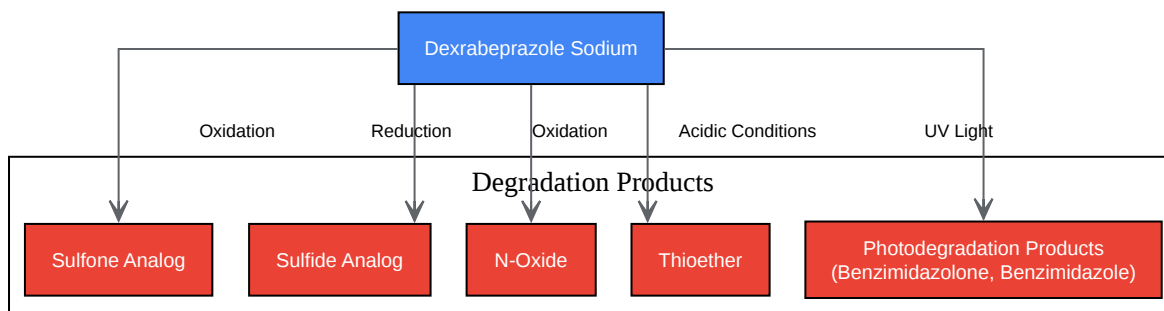 Dexrabeprazole Sodium
Oxidation
Reduction
Oxidation
Acidic Conditions
UV Light
Degradation Products
Sulfone Analog
Sulfide Analog
N-Oxide
Thioether
Photodegradation Products
(Benzimidazolone, Benzimidazole)